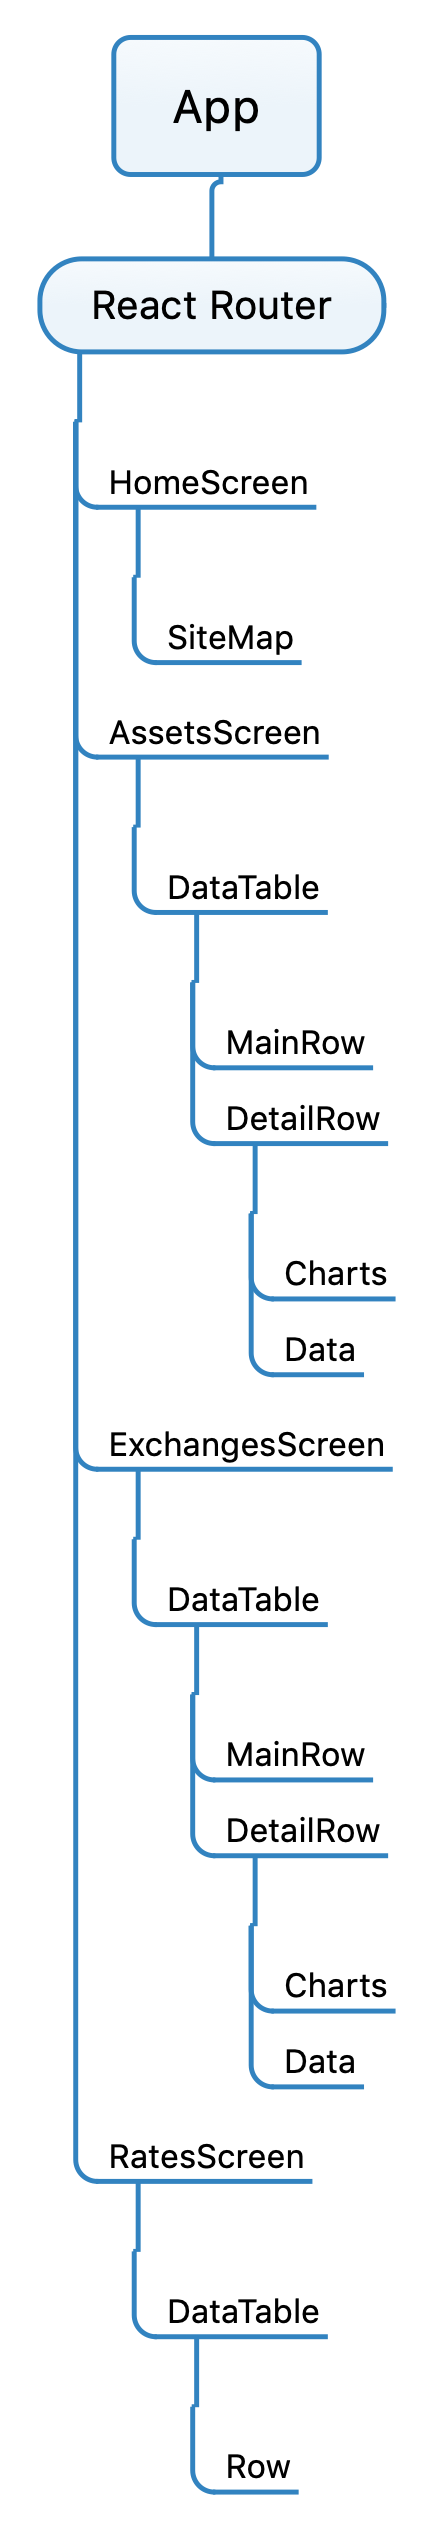 App
React Router
HomeScreen
SiteMap
AssetsScreen
DataTable
MainRow
DetailRow
Charts
Data
ExchangesScreen
DataTable
MainRow
DetailRow
Charts
Data
RatesScreen
DataTable
Row